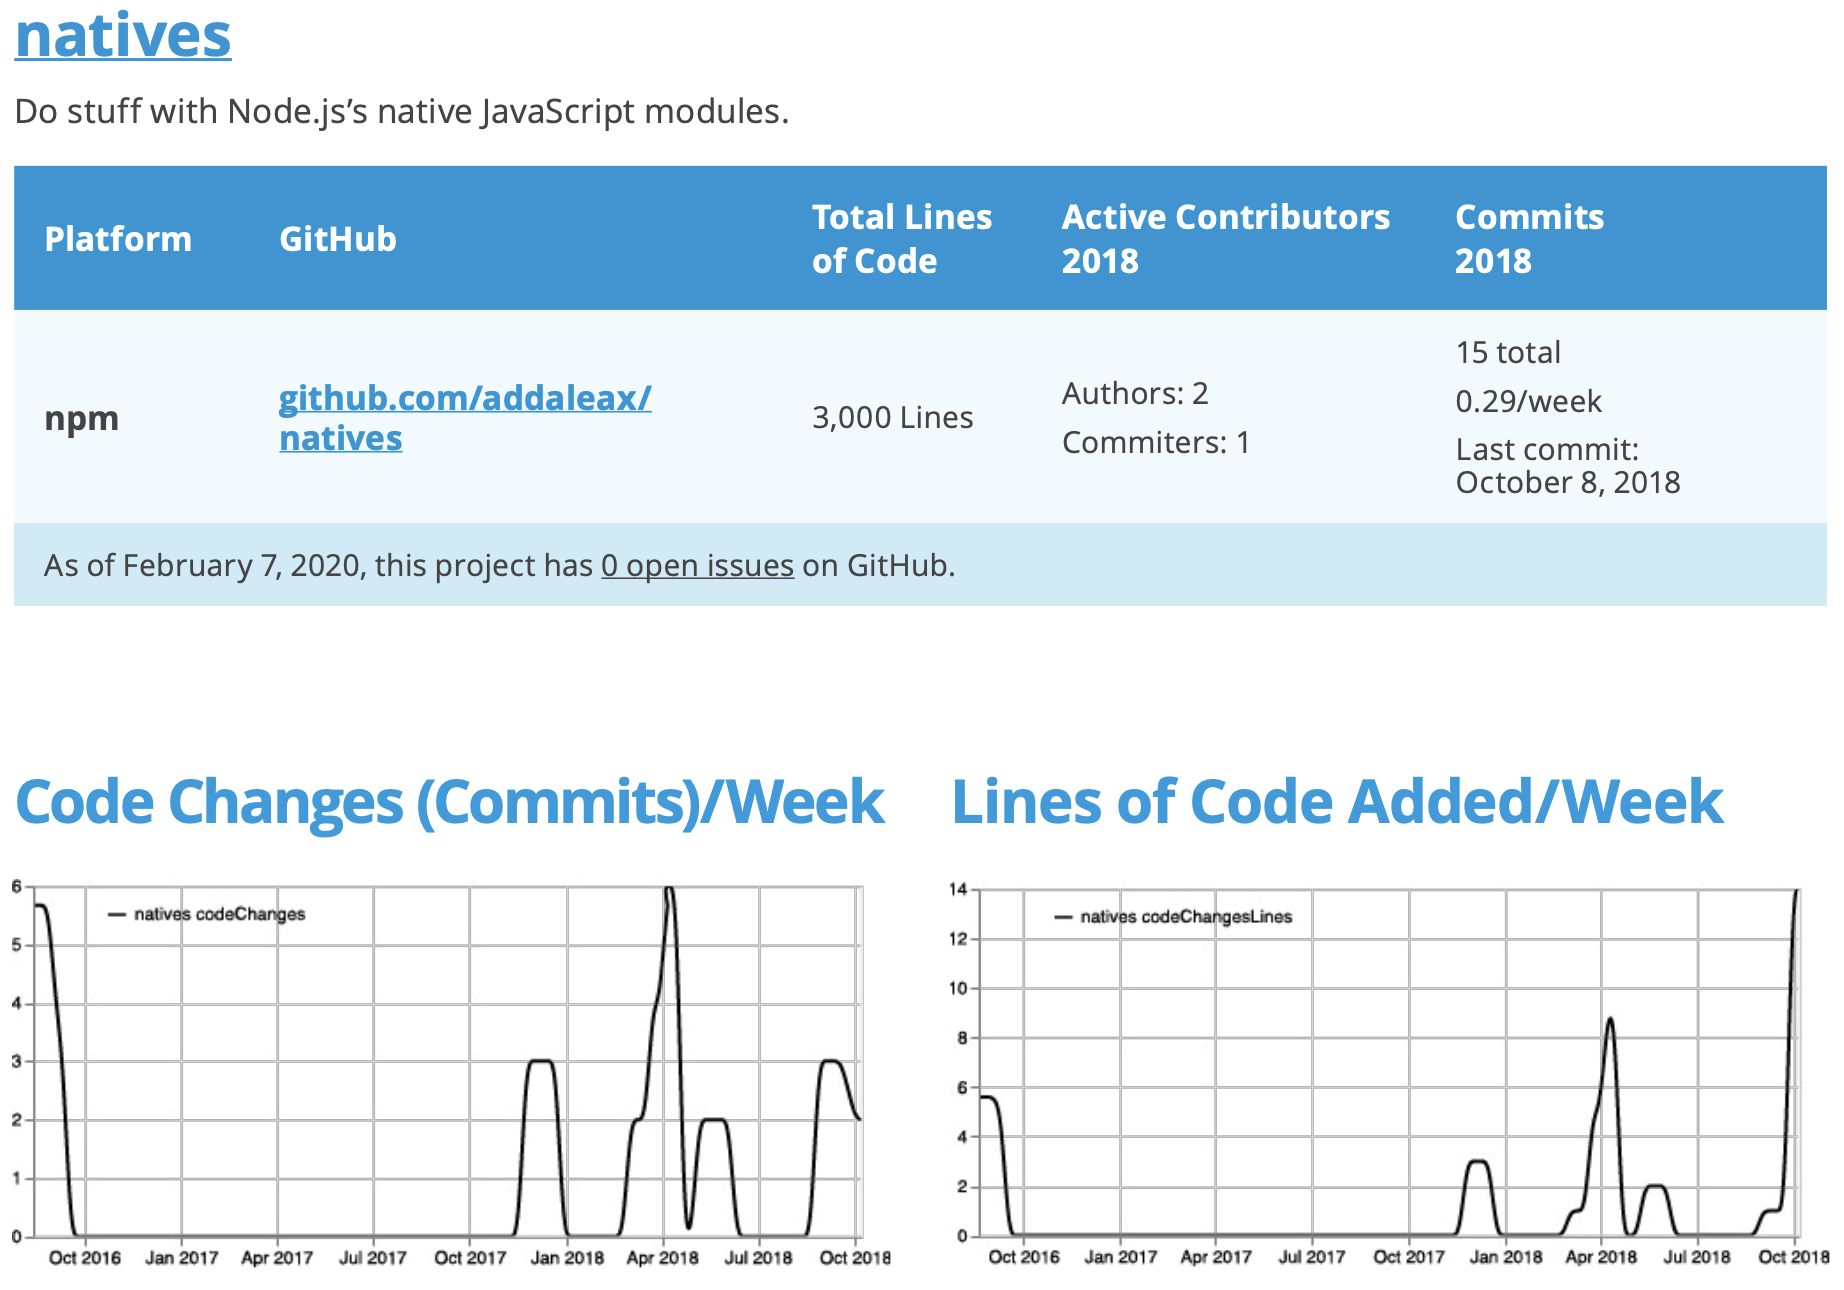 natives
Do stuff with Node.js’s native JavaScript modules.
Platform
GitHub
Total Lines
of Code
Active Contributors
2018
Commits
2018
npm
github.com/addaleax/
natives
3,000 Lines
Authors: 2
Commiters: 1
15 total
0.29/week
Last commit:
October 8, 2018
As of February 7, 2020, this project has 0 open issues on GitHub.
Code Changes (Commits)/Week
6
5
4
3
2
1
0
natives codeChanges
Oct 2016 Jan 2017 Apr 2017 Jul 2017 Oct 2017 Jan 2018 Apr 2018 Jul 2018 Oct 2018
Lines of Code Added/Week
14
12
10
8
6
4
2
0
natives codeChangesLines
Oct 2016 Jan 2017 Apr 2017 Jul 2017 Oct 2017 Jan 2018 Apr 2018 Jul 2018 Oct 2018